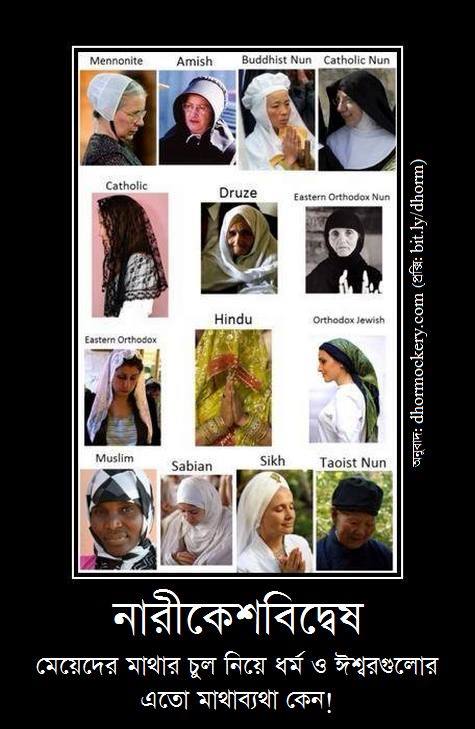 Mennonite
Amish
Buddhist Nun
Catholic Nun
Catholic
Druze
Eastern Orthodox Nun
Eastern Orthodox
Hindu
Orthodox Jewish
Muslim
Sabian
Sikh
Taoist Nun
অনুবাদ: dhormockery.com (প্রক্সি: bit.ly/dhorm)
নারীকেশবিদ্বেষ
মেয়েদের মাথার চুল নিয়ে ধর্ম ও ঈশ্বরগুলোর
এতো মাথাব্যথা কেন!